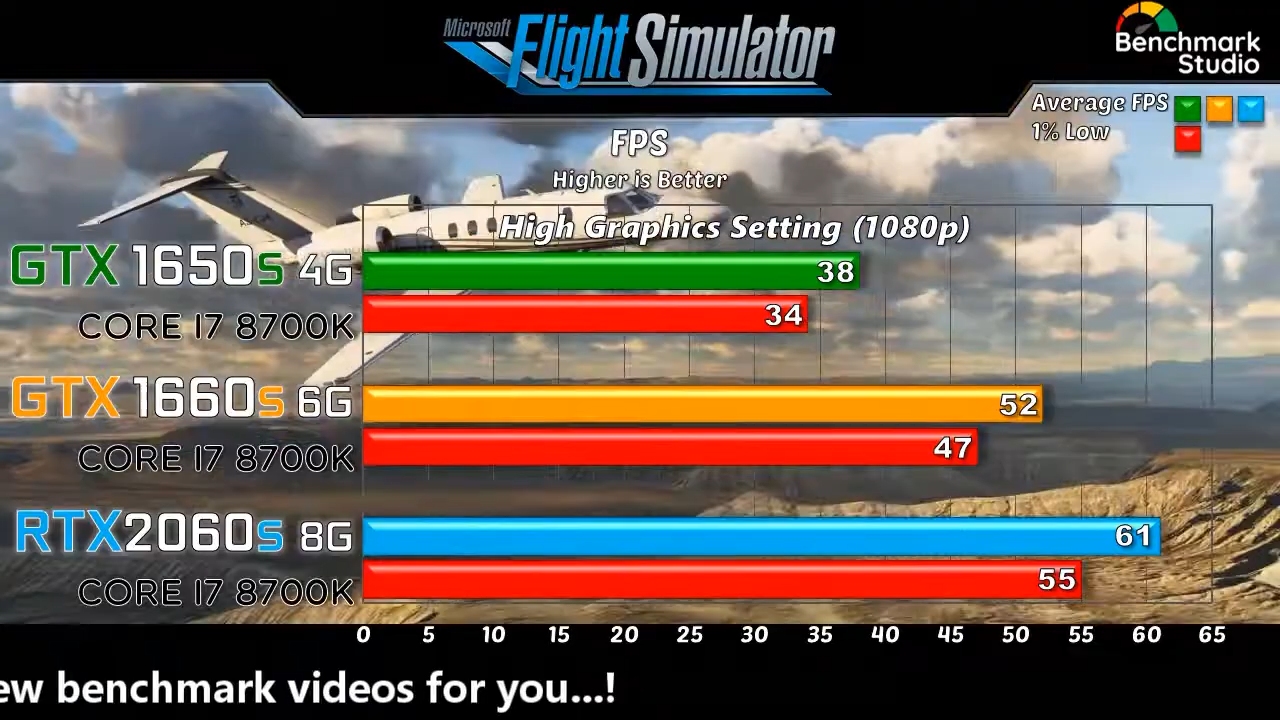 Microsoft
Flight Simulator
Benchmark
Studio
Average FPS
1% Low
FPS
Higher is Better
High Graphics Setting (1080p)
GTX 1650s 4G
38
CORE I7 8700K
34
GTX 1660s 6G
52
CORE I7 8700K
47
RTX2060s 8G
61
CORE I7 8700K
55
0 5 10 15 20 25 30 35 40 45 50 55 60 65
ew benchmark videos for you...!